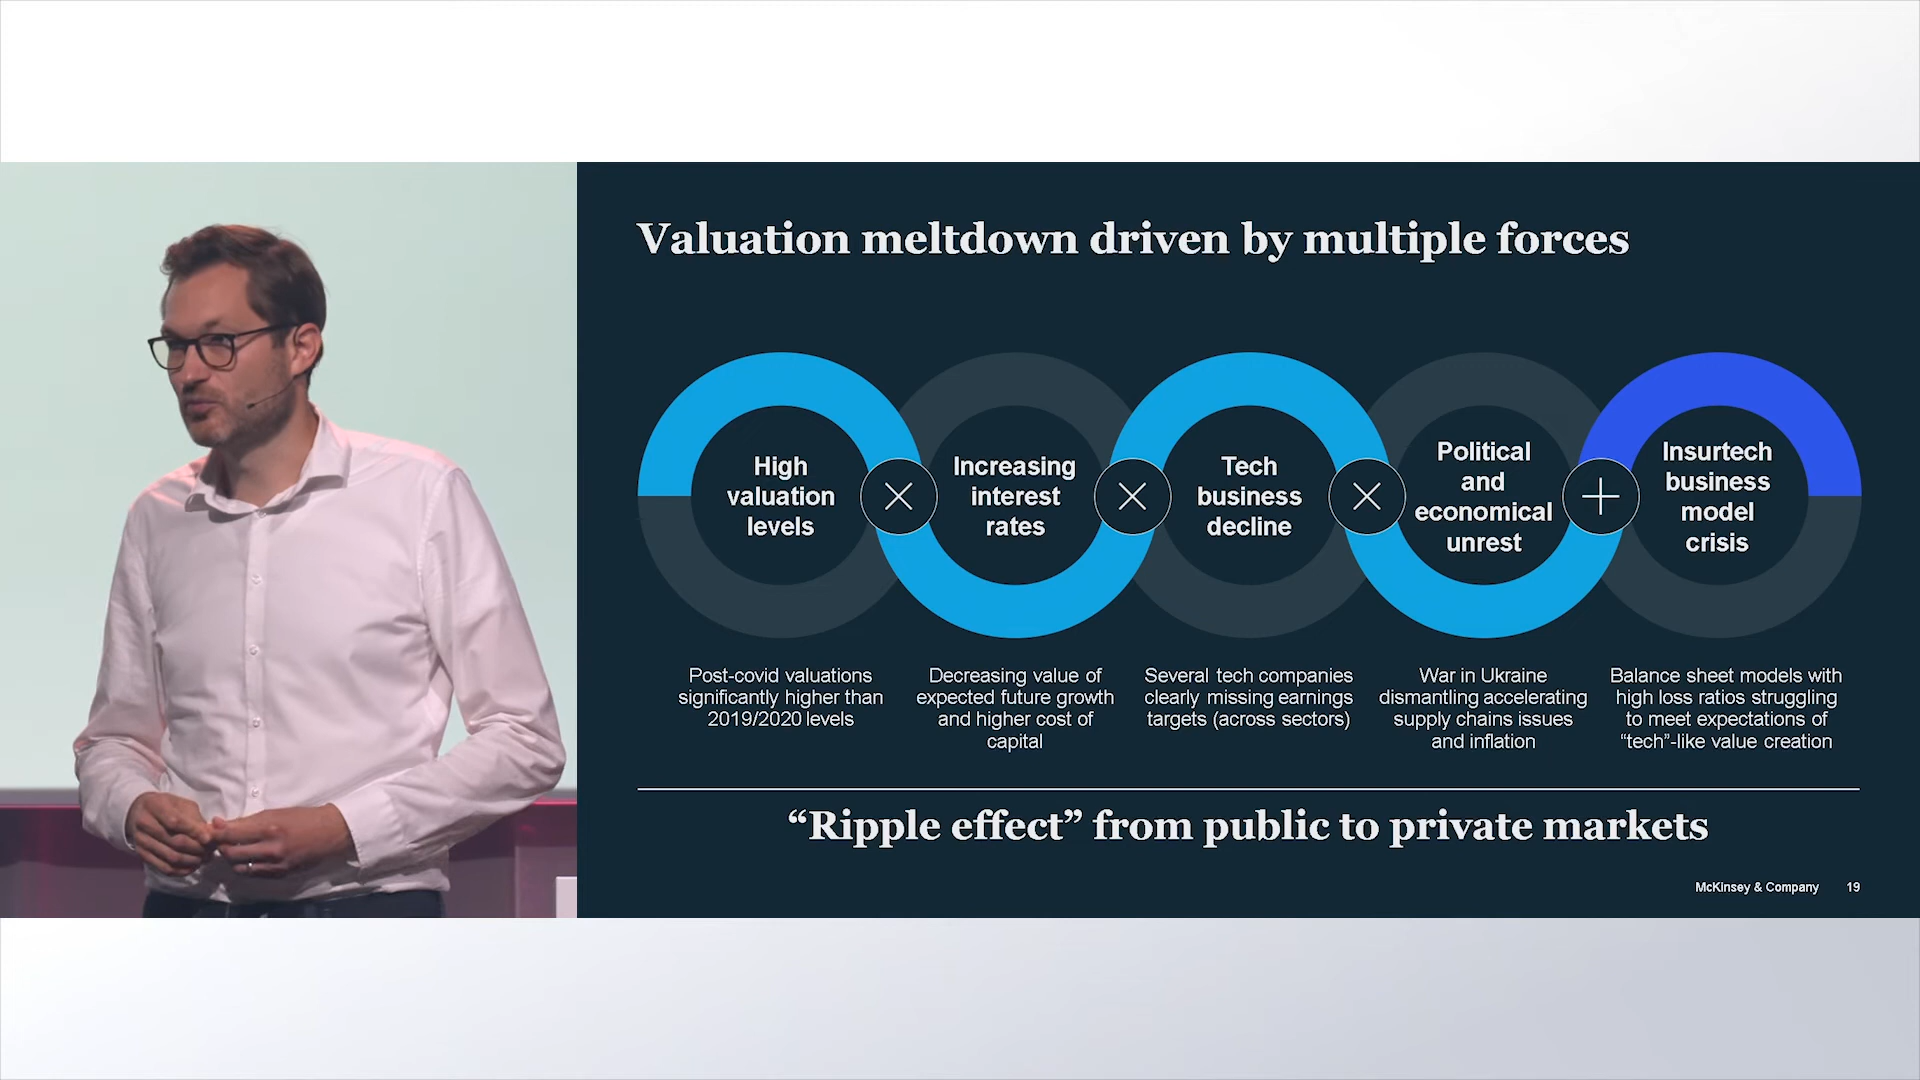 Valuation meltdown driven by multiple forces
High
valuation
levels
Increasing
interest
rates
Tech
business
decline
Political
and
economical
unrest
Insurtech
business
model
crisis
Post-covid valuations
significantly higher than
2019/2020 levels
Decreasing value of
expected future growth
and higher cost of
capital
Several tech companies
clearly missing earnings
targets (across sectors)
War in Ukraine
dismantling accelerating
supply chains issues
and inflation
Balance sheet models with
high loss ratios struggling
to meet expectations of
“tech”-like value creation
“Ripple effect” from public to private markets
McKinsey & Company 19